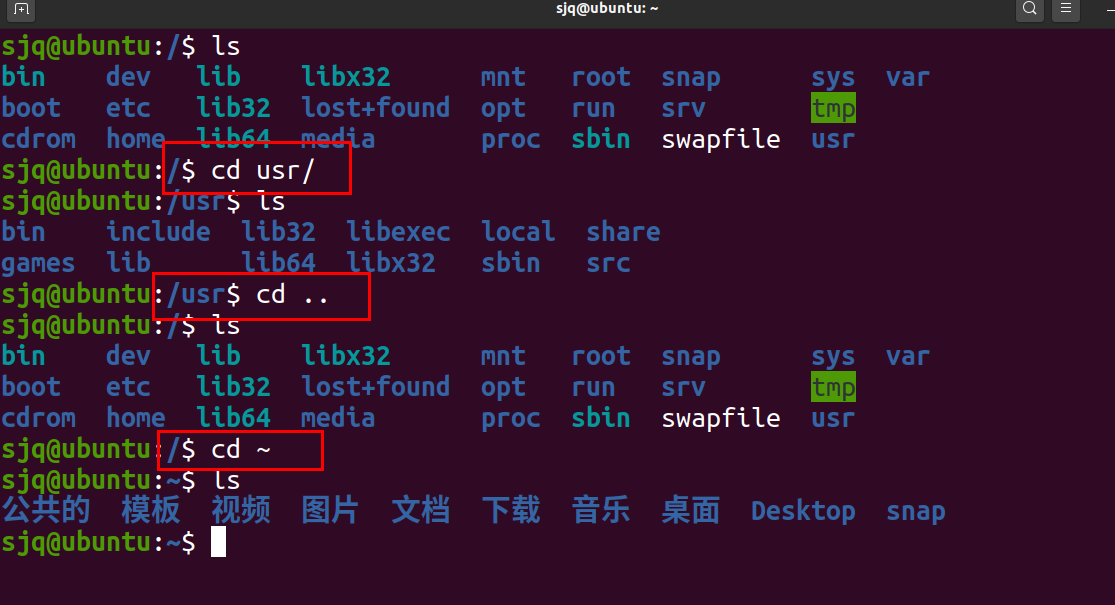 sjq@ubuntu: ~
sjq@ubuntu:/$ ls
bin dev lib libx32 mnt root snap sys var
boot etc lib32 lost+found opt run srv tmp
cdrom home lib64 media proc sbin swapfile usr
sjq@ubuntu:/$ cd usr/
sjq@ubuntu:/usr$ ls
bin include lib32 libexec local share
games lib lib64 libx32 sbin src
sjq@ubuntu:/usr$ cd ..
sjq@ubuntu:/$ ls
bin dev lib libx32 mnt root snap sys var
boot etc lib32 lost+found opt run srv tmp
cdrom home lib64 media proc sbin swapfile usr
sjq@ubuntu:/$ cd ~
sjq@ubuntu:~$ ls
公共的 模板 视频 图片 文档 下载 音乐 桌面 Desktop snap
sjq@ubuntu:~$